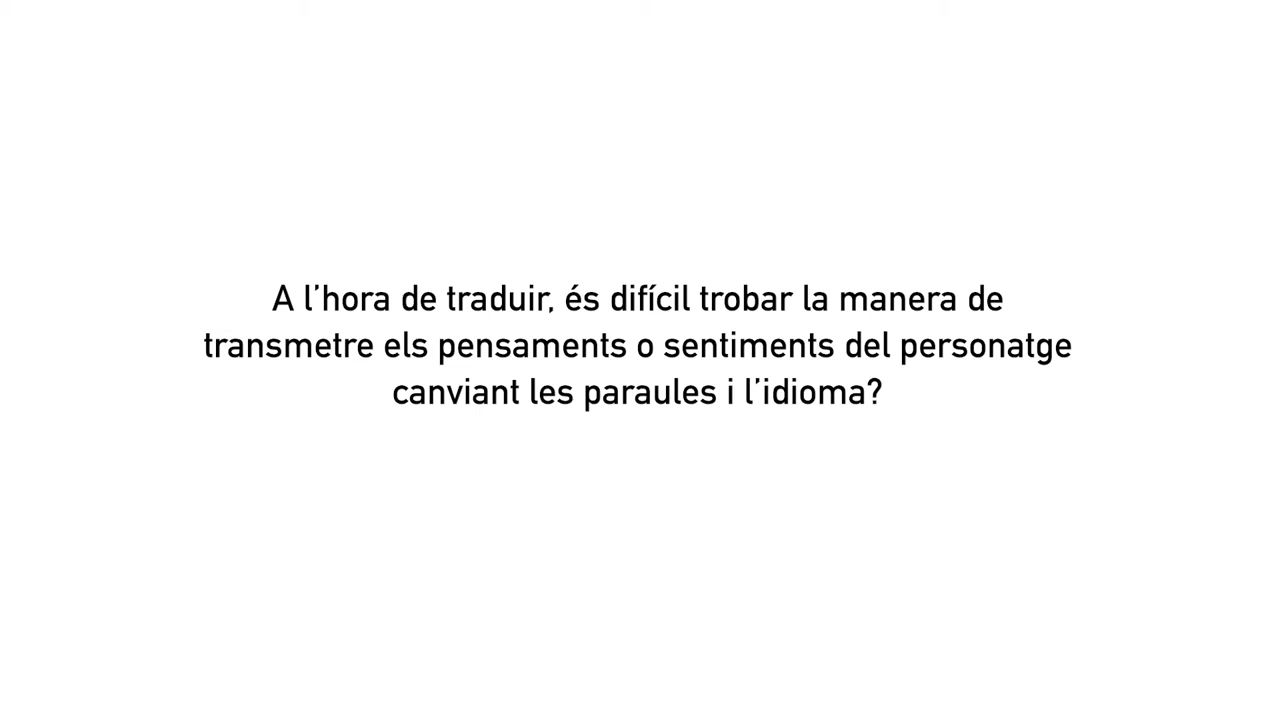 A l’hora de traduir, és difícil trobar la manera de
transmetre els pensaments o sentiments del personatge
canviant les paraules i l’idioma?